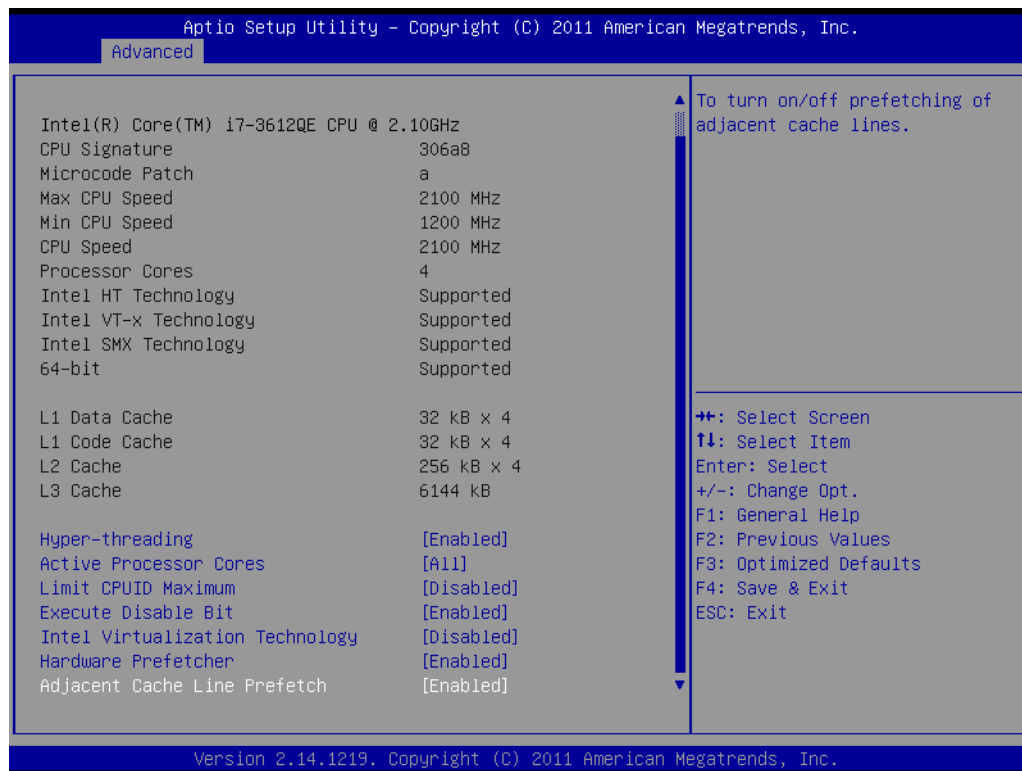 Aptio Setup Utility – Copyright (C) 2011 American Megatrends, Inc.
Advanced
Intel(R) Core(TM) i7-3612QE CPU @ 2.10GHz
CPU Signature 306a8
Microcode Patch a
Max CPU Speed 2100 MHz
Min CPU Speed 1200 MHz
CPU Speed 2100 MHz
Processor Cores 4
Intel HT Technology Supported
Intel VT-x Technology Supported
Intel SMX Technology Supported
64-bit Supported
L1 Data Cache 32 kB x 4
L1 Code Cache 32 kB x 4
L2 Cache 256 kB x 4
L3 Cache 6144 kB
Hyper-threading [Enabled]
Active Processor Cores [All]
Limit CPUID Maximum [Disabled]
Execute Disable Bit [Enabled]
Intel Virtualization Technology [Disabled]
Hardware Prefetcher [Enabled]
Adjacent Cache Line Prefetch [Enabled]
To turn on/off prefetching of
adjacent cache lines.
→←: Select Screen
↑↓: Select Item
Enter: Select
+/-: Change Opt.
F1: General Help
F2: Previous Values
F3: Optimized Defaults
F4: Save & Exit
ESC: Exit
Version 2.14.1219. Copyright (C) 2011 American Megatrends, Inc.